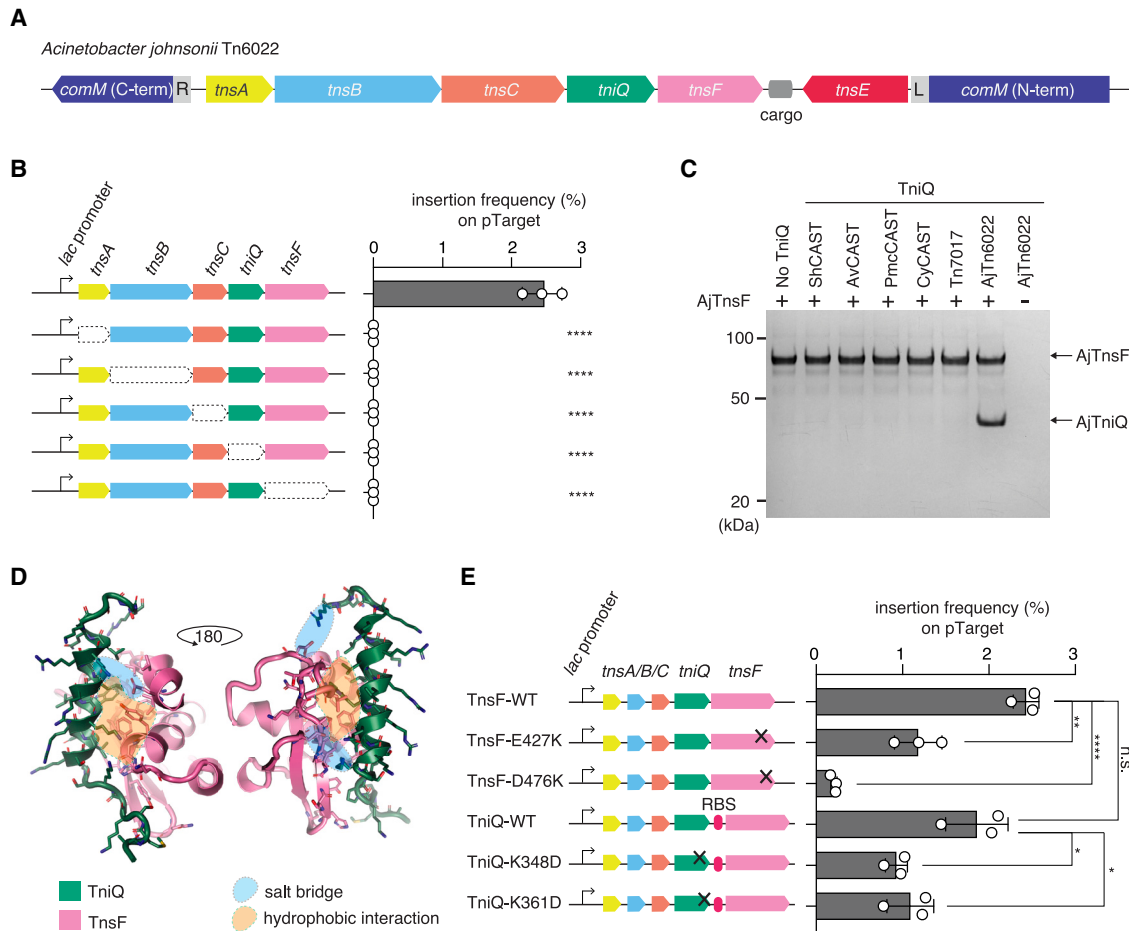 A
Acinetobacter johnsonii Tn6022
comM (C-term)
R
tnsA
tnsB
tnsC
tniQ
tnsF
cargo
tnsE
L
comM (N-term)
B
lac promoter
tnsA
tnsB
tnsC
tniQ
tnsF
insertion frequency (%)
on pTarget
0 1 2 3
****
****
****
****
****
C
TniQ
No TniQ
ShCAST
AvCAST
PmcCAST
CyCAST
Tn7017
AjTn6022
AjTn6022
AjTnsF + + + + + + + -
100
50
20
(kDa)
AjTnsF
AjTniQ
D
180
TniQ
TnsF
salt bridge
hydrophobic interaction
E
lac promoter
tnsA/B/C tniQ tnsF
insertion frequency (%)
on pTarget
0 1 2 3
TnsF-WT
TnsF-E427K
TnsF-D476K
RBS
TniQ-WT
TniQ-K348D
TniQ-K361D
**
****
n.s.
*
*